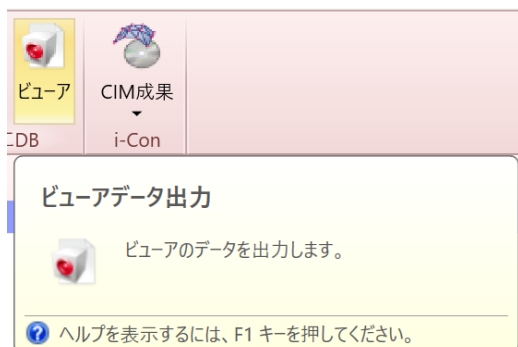 ビューア
CIM成果
DB
i-Con
ビューアデータ出力
ビューアのデータを出力します。
ヘルプを表示するには、F1 キーを押してください。